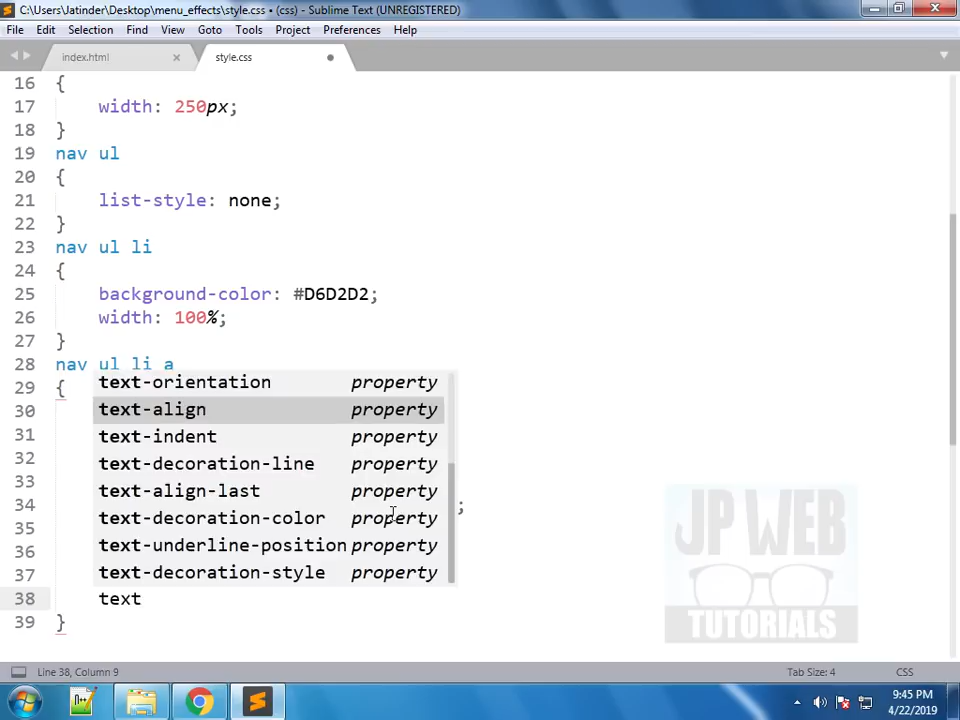 C:\Users\Jatinder\Desktop\menu_effects\style.css • (css) - Sublime Text (UNREGISTERED)
File Edit Selection Find View Goto Tools Project Preferences Help
index.html × style.css
16 {
17 width: 250px;
18 }
19 nav ul
20 {
21 list-style: none;
22 }
23 nav ul li
24 {
25 background-color: #D6D2D2;
26 width: 100%;
27 }
28 nav ul li a
29 {
30 text-orientation property
text-align property
31 text-indent property
32 text-decoration-line property
33 text-align-last property
34 text-decoration-color property ;
35 text-underline-position property
36 text-decoration-style property
37
38 text
39 }
JP WEB
TUTORIALS
Line 38, Column 9 Tab Size: 4 CSS
9:45 PM
4/22/2019